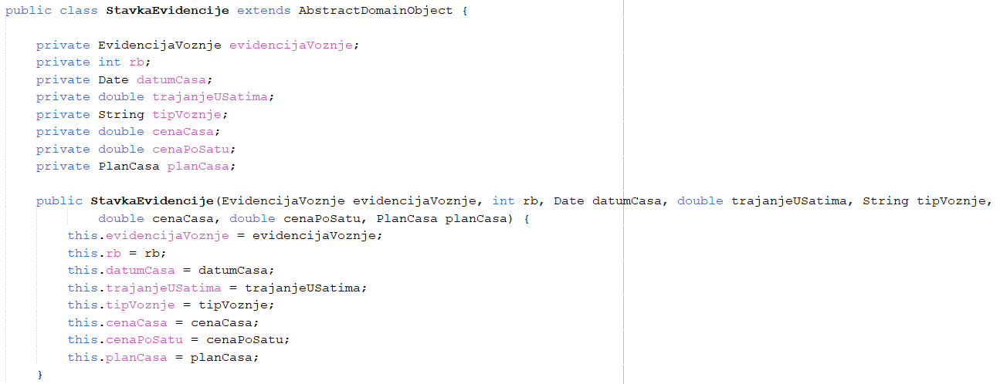 public class StavkaEvidencije extends AbstractDomainObject {
private EvidencijaVoznje evidencijaVoznje;
private int rb;
private Date datumCasa;
private double trajanjeUSatima;
private String tipVoznje;
private double cenaCasa;
private double cenaPoSatu;
private PlanCasa planCasa;
public StavkaEvidencije(EvidencijaVoznje evidencijaVoznje, int rb, Date datumCasa, double trajanjeUSatima, String tipVoznje,
double cenaCasa, double cenaPoSatu, PlanCasa planCasa) {
this.evidencijaVoznje = evidencijaVoznje;
this.rb = rb;
this.datumCasa = datumCasa;
this.trajanjeUSatima = trajanjeUSatima;
this.tipVoznje = tipVoznje;
this.cenaCasa = cenaCasa;
this.cenaPoSatu = cenaPoSatu;
this.planCasa = planCasa;
}